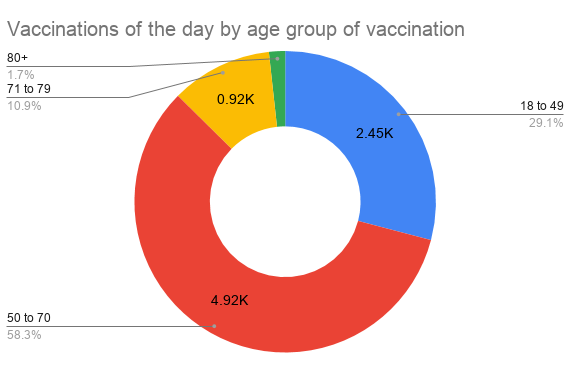 Vaccinations of the day by age group of vaccination
80+
1.7%
71 to 79
10.9%
0.92K
18 to 49
29.1%
2.45K
4.92K
50 to 70
58.3%